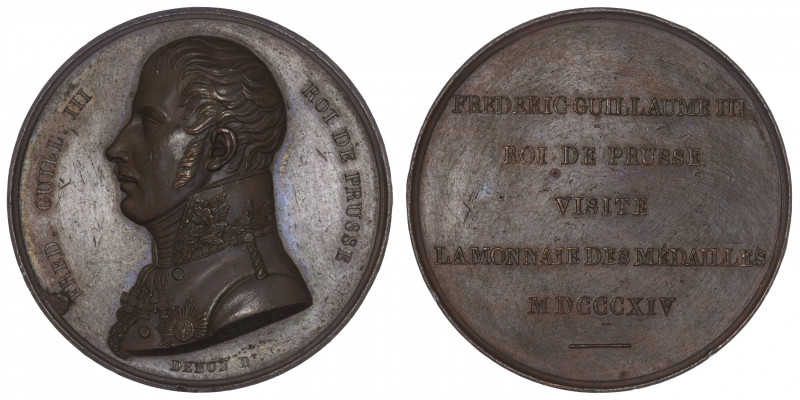 FRED. GUILL. III
ROI DE PRUSSE
DENON D.
FREDERIC GUILLAUME III
ROI DE PRUSSE
VISITE
LA MONNAIE DES MÉDAILLES
MDCCCXIV